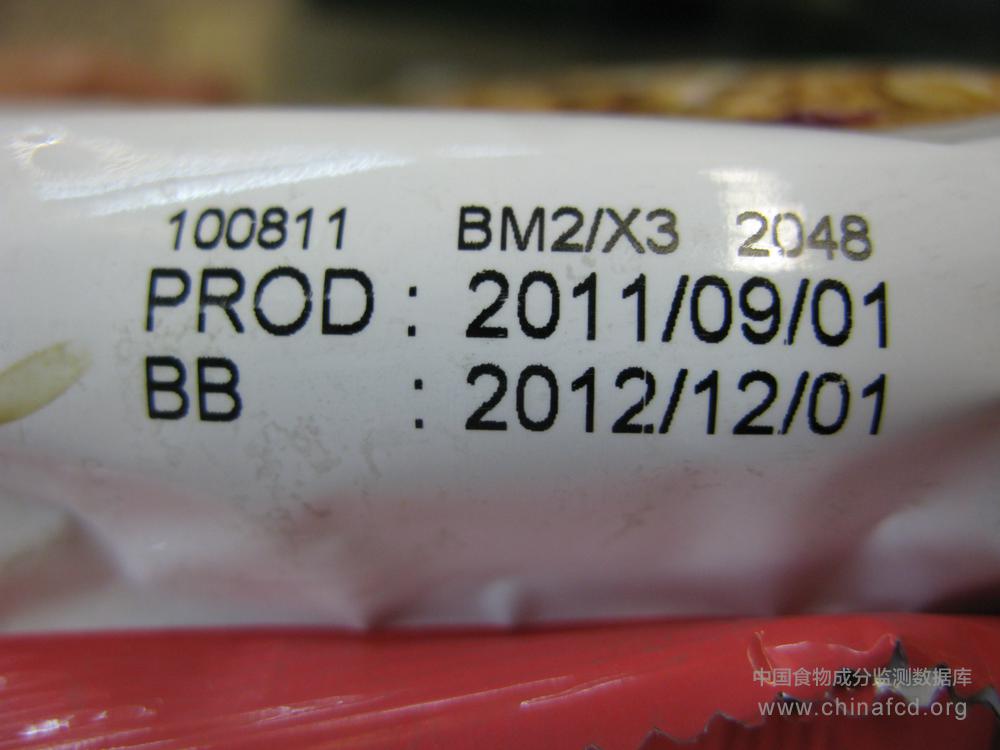 100811 BM2/X3 2048
PROD : 2011/09/01
BB : 2012/12/01
中国食物成分监测数据库
www.chinafcd.org